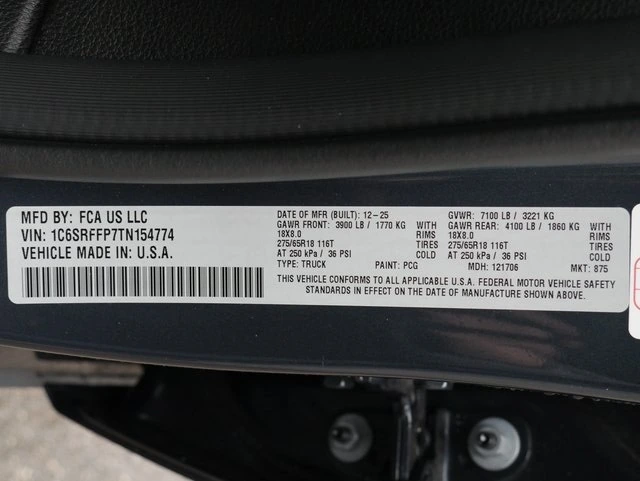 MFD BY: FCA US LLC
VIN: 1C6SRFFP7TN154774
VEHICLE MADE IN: U.S.A.
DATE OF MFR (BUILT): 12-25 GVWR: 7100 LB / 3221 KG
GAWR FRONT: 3900 LB / 1770 KG WITH GAWR REAR: 4100 LB / 1860 KG WITH
18X8.0 RIMS 18X8.0 RIMS
275/65R18 116T TIRES 275/65R18 116T TIRES
AT 250 kPa / 36 PSI COLD AT 250 kPa / 36 PSI COLD
TYPE: TRUCK PAINT: PCG MDH: 121706 MKT: 875
THIS VEHICLE CONFORMS TO ALL APPLICABLE U.S.A. FEDERAL MOTOR VEHICLE SAFETY
STANDARDS IN EFFECT ON THE DATE OF MANUFACTURE SHOWN ABOVE.